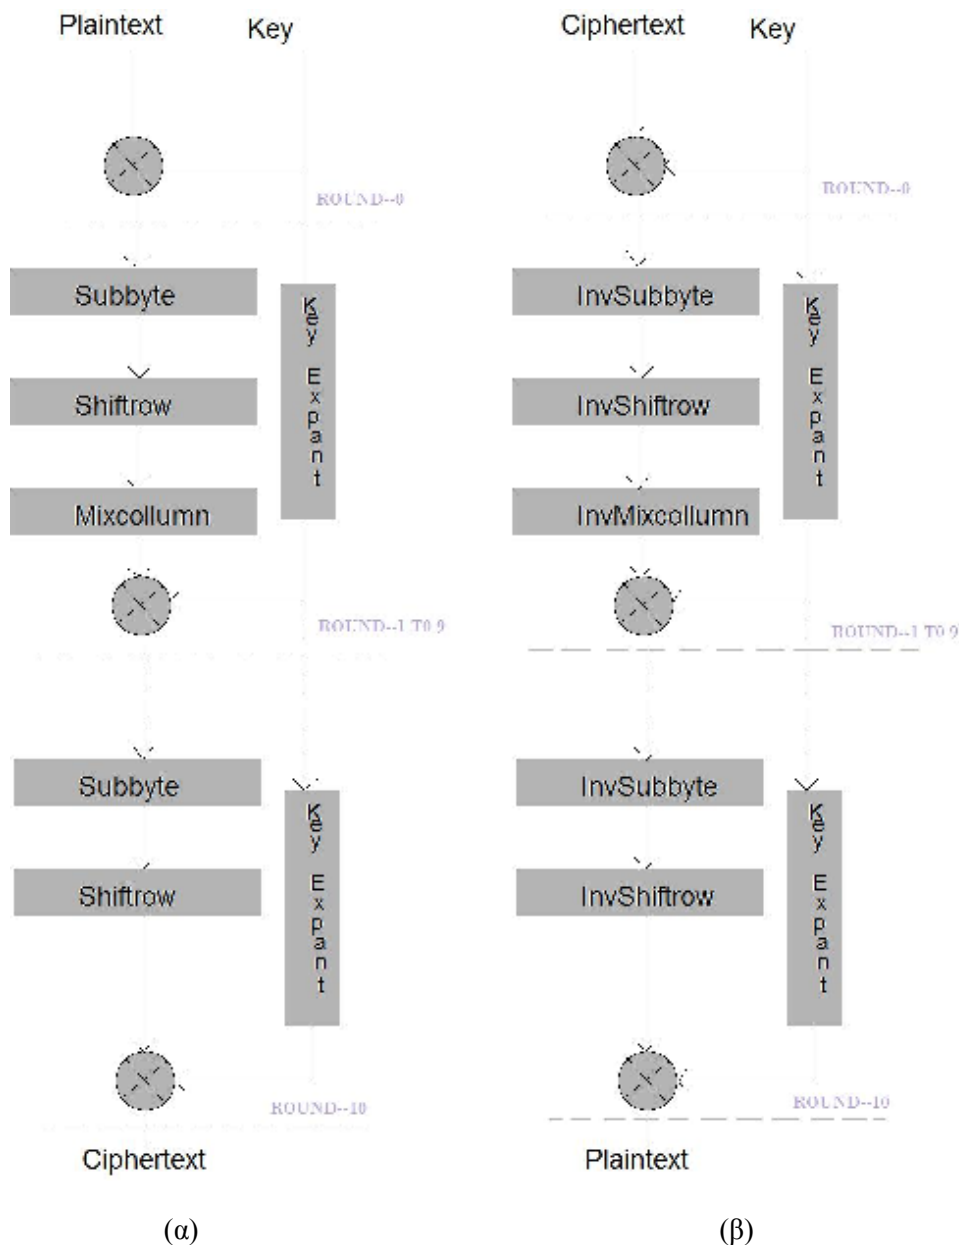 Plaintext Key
ROUND--0
Subbyte
Shiftrow
Mixcollumn
Key Expant
ROUND--1 TO 9
Subbyte
Shiftrow
Key Expant
ROUND--10
Ciphertext
(α)
Ciphertext Key
ROUND--0
InvSubbyte
InvShiftrow
InvMixcollumn
Key Expant
ROUND--1 TO 9
InvSubbyte
InvShiftrow
Key Expant
ROUND--10
Plaintext
(β)